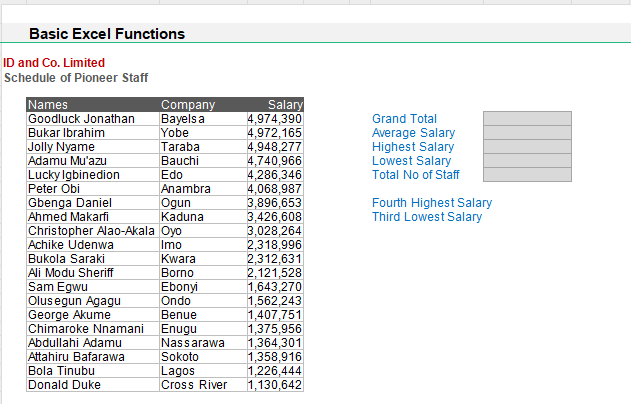 Basic Excel Functions
ID and Co. Limited
Schedule of Pioneer Staff
Names Company Salary
Goodluck Jonathan Bayelsa 4,974,390
Bukar Ibrahim Yobe 4,972,165
Jolly Nyame Taraba 4,948,277
Adamu Mu'azu Bauchi 4,740,966
Lucky Igbinedion Edo 4,286,346
Peter Obi Anambra 4,068,987
Gbenga Daniel Ogun 3,896,653
Ahmed Makarfi Kaduna 3,426,608
Christopher Alao-Akala Oyo 3,028,264
Achike Udenwa Imo 2,318,996
Bukola Saraki Kwara 2,312,631
Ali Modu Sheriff Borno 2,121,528
Sam Egwu Ebonyi 1,643,270
Olusegun Agagu Ondo 1,562,243
George Akume Benue 1,407,751
Chimaroke Nnamani Enugu 1,375,956
Abdullahi Adamu Nassarawa 1,364,301
Attahiru Bafarawa Sokoto 1,358,916
Bola Tinubu Lagos 1,226,444
Donald Duke Cross River 1,130,642
Grand Total
Average Salary
Highest Salary
Lowest Salary
Total No of Staff
Fourth Highest Salary
Third Lowest Salary